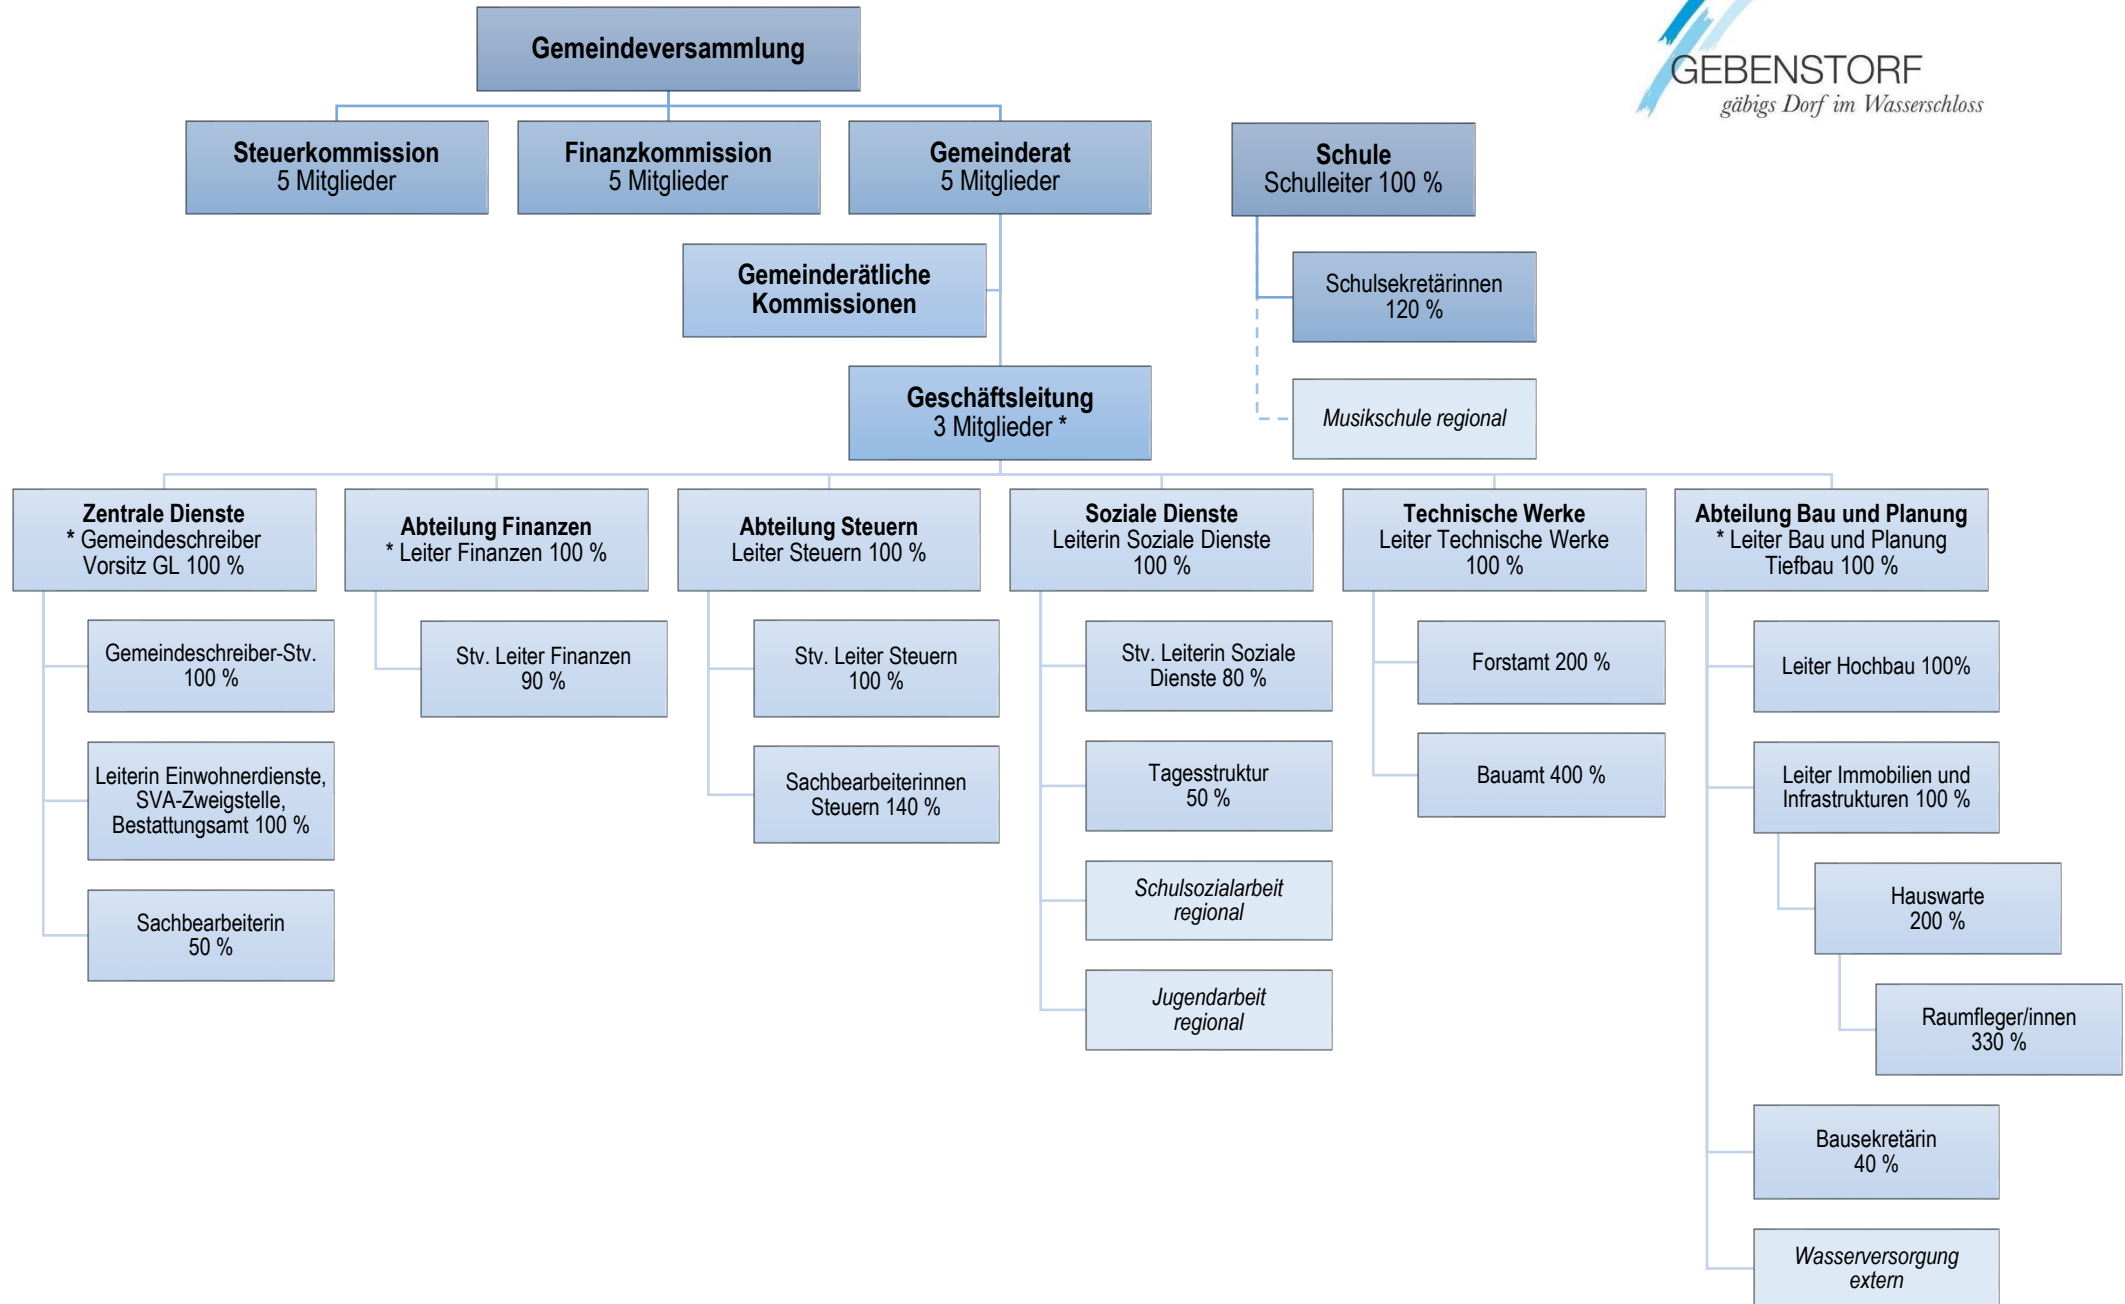 GEBENSTORF
gäbigs Dorf im Wasserschloss
Gemeindeversammlung
Steuerkommission
5 Mitglieder
Finanzkommission
5 Mitglieder
Gemeinderat
5 Mitglieder
Schule
Schulleiter 100 %
Gemeinderätliche
Kommissionen
Schulsekretärinnen
120 %
Geschäftsleitung
3 Mitglieder *
Musikschule regional
Zentrale Dienste
* Gemeindeschreiber
Vorsitz GL 100 %
Gemeindeschreiber-Stv.
100 %
Leiterin Einwohnerdienste,
SVA-Zweigstelle,
Bestattungsamt 100 %
Sachbearbeiterin
50 %
Abteilung Finanzen
* Leiter Finanzen 100 %
Stv. Leiter Finanzen
90 %
Abteilung Steuern
Leiter Steuern 100 %
Stv. Leiter Steuern
100 %
Sachbearbeiterinnen
Steuern 140 %
Soziale Dienste
Leiterin Soziale Dienste
100 %
Stv. Leiterin Soziale
Dienste 80 %
Tagesstruktur
50 %
Schulsozialarbeit
regional
Jugendarbeit
regional
Technische Werke
Leiter Technische Werke
100 %
Forstamt 200 %
Bauamt 400 %
Abteilung Bau und Planung
* Leiter Bau und Planung
Tiefbau 100 %
Leiter Hochbau 100%
Leiter Immobilien und
Infrastrukturen 100 %
Hauswarte
200 %
Raumfleger/innen
330 %
Bausekretärin
40 %
Wasserversorgung
extern